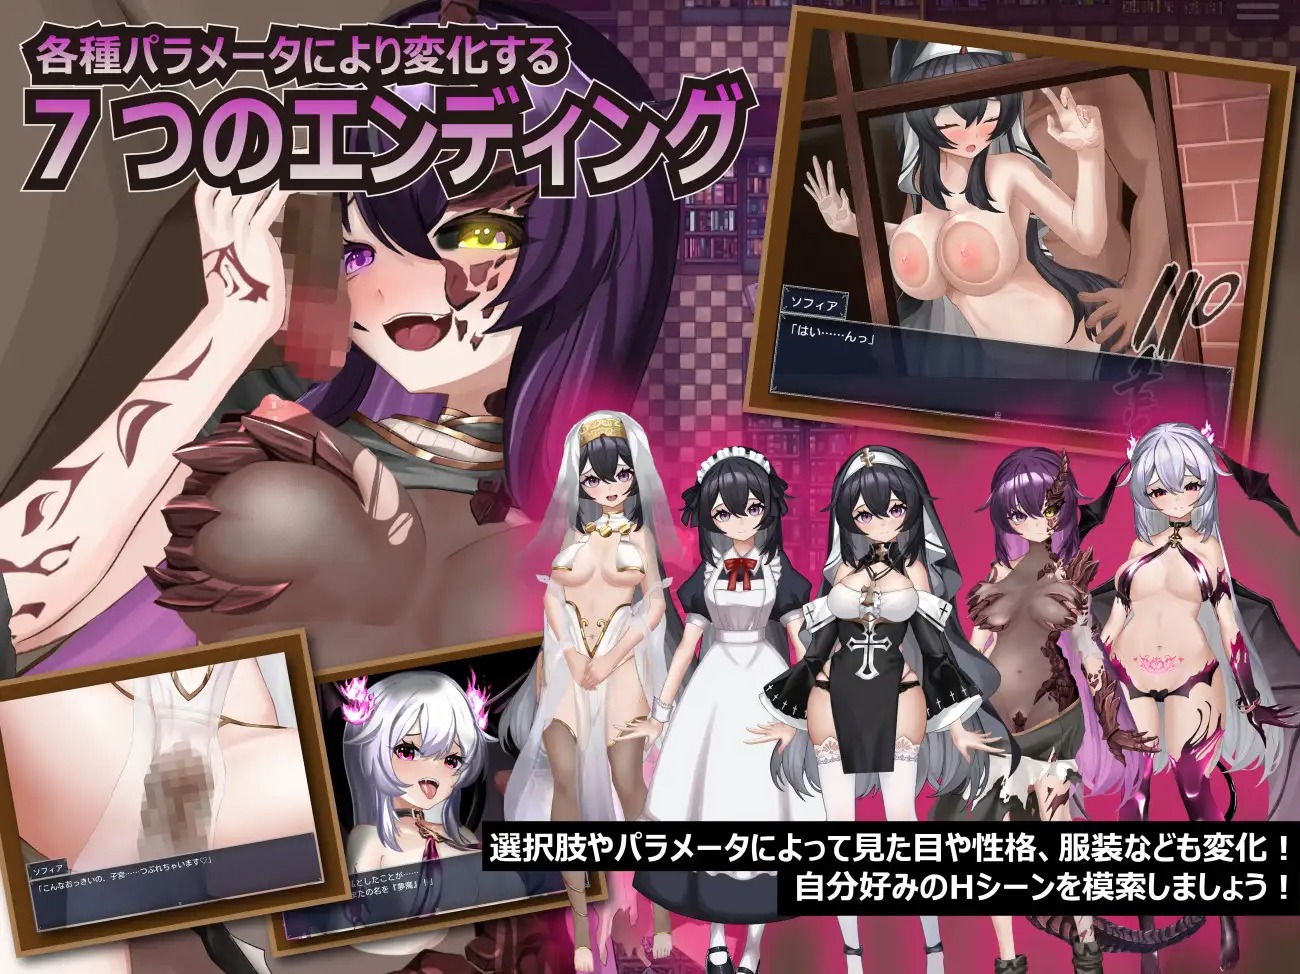 各種パラメータにより変化する
7つのエンディング
ソフィア
「はい……んっ」
ソフィア
「こんなおっきいの、子宮……つぶれちゃいます♡」
選択肢やパラメータによって見た目や性格、服装なども変化！
自分好みのHシーンを模索しましょう！